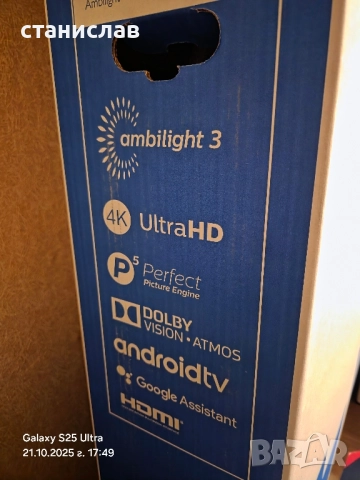 Ambilight
станислав
ambilight 3
4K UltraHD
P5 Perfect
Picture Engine
DOLBY
VISION • ATMOS
androidtv
Google Assistant
HDMI
Galaxy S25 Ultra
21.10.2025 г. • 17:49
BAZAR